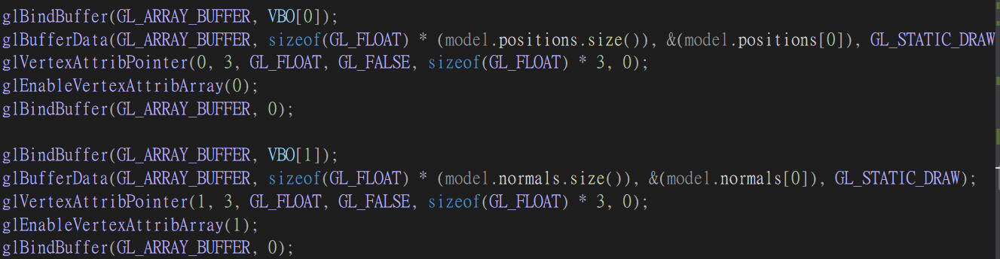 glBindBuffer(GL_ARRAY_BUFFER, VBO[0]);
glBufferData(GL_ARRAY_BUFFER, sizeof(GL_FLOAT) * (model.positions.size()), &(model.positions[0]), GL_STATIC_DRAW
glVertexAttribPointer(0, 3, GL_FLOAT, GL_FALSE, sizeof(GL_FLOAT) * 3, 0);
glEnableVertexAttribArray(0);
glBindBuffer(GL_ARRAY_BUFFER, 0);
glBindBuffer(GL_ARRAY_BUFFER, VBO[1]);
glBufferData(GL_ARRAY_BUFFER, sizeof(GL_FLOAT) * (model.normals.size()), &(model.normals[0]), GL_STATIC_DRAW);
glVertexAttribPointer(1, 3, GL_FLOAT, GL_FALSE, sizeof(GL_FLOAT) * 3, 0);
glEnableVertexAttribArray(1);
glBindBuffer(GL_ARRAY_BUFFER, 0);